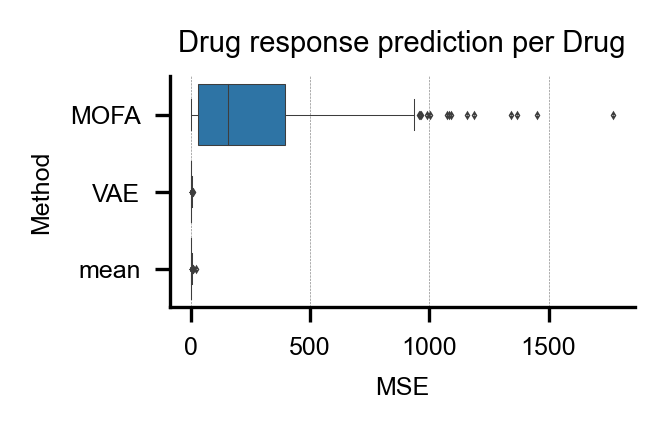 Drug response prediction per Drug
MOFA
VAE
mean
Method
0
500
1000
1500
MSE